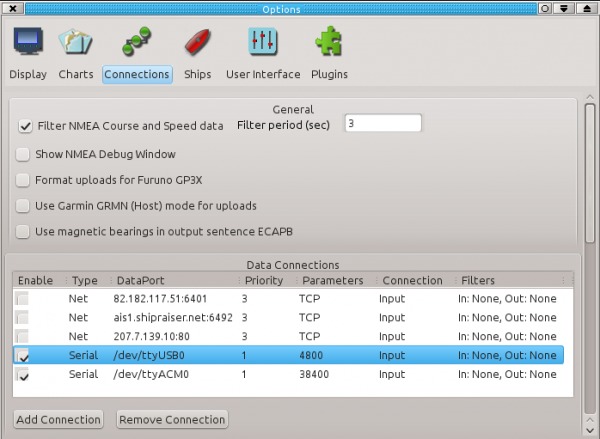 Options
Display Charts Connections Ships User Interface Plugins
General
Filter NMEA Course and Speed data Filter period (sec) 3
Show NMEA Debug Window
Format uploads for Furuno GP3X
Use Garmin GRMN (Host) mode for uploads
Use magnetic bearings in output sentence ECAPB
Data Connections
Enable Type DataPort Priority Parameters Connection Filters
Net 82.182.117.51:6401 3 TCP Input In: None, Out: None
Net ais1.shipraiser.net:6492 3 TCP Input In: None, Out: None
Net 207.7.139.10:80 3 TCP Input In: None, Out: None
Serial /dev/ttyUSB0 1 4800 Input In: None, Out: None
Serial /dev/ttyACM0 1 38400 Input In: None, Out: None
Add Connection Remove Connection